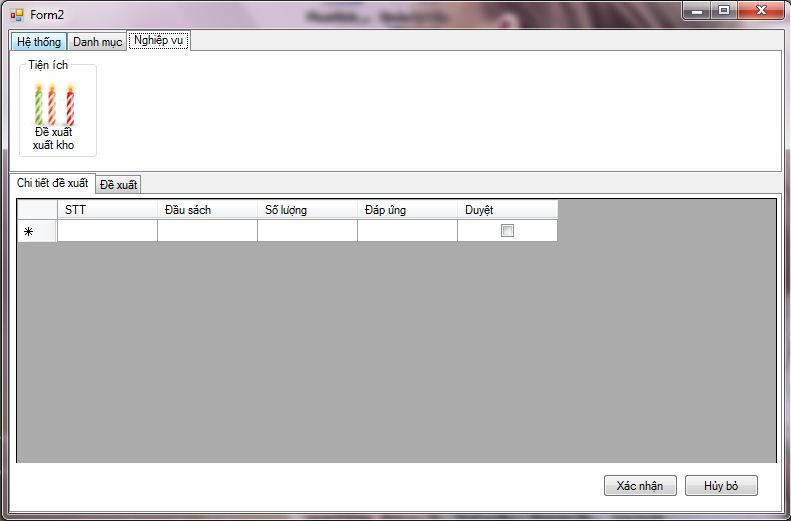 Form2
Hệ thống Danh mục Nghiệp vụ
Tiện ích
Đề xuất
xuất kho
Chi tiết đề xuất Đề xuất
STT Đầu sách Số lượng Đáp ứng Duyệt
Xác nhận Hủy bỏ